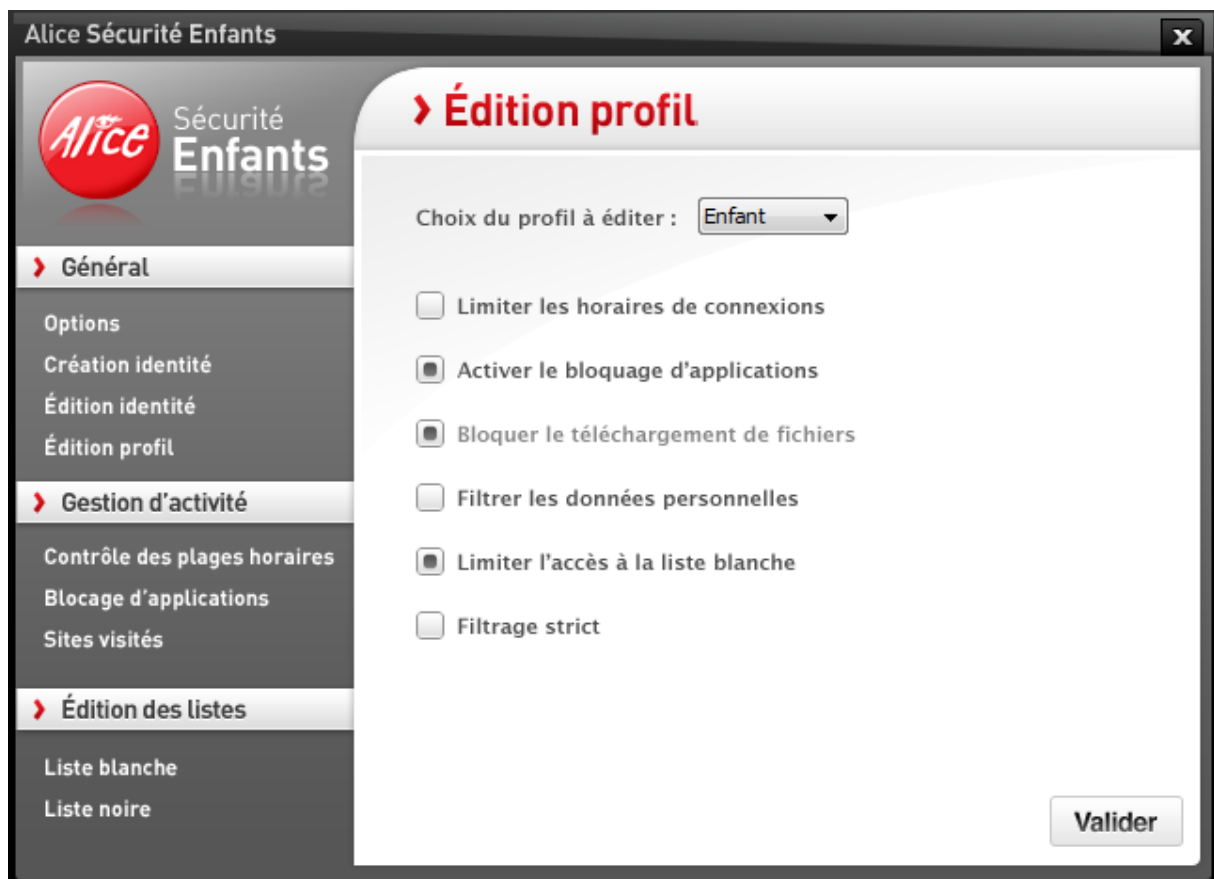 Alice Sécurité Enfants
x
Alice
Sécurité
Enfants
Édition profil
Choix du profil à éditer : Enfant
Général
Options
Création identité
Édition identité
Édition profil
Gestion d'activité
Contrôle des plages horaires
Blocage d'applications
Sites visités
Édition des listes
Liste blanche
Liste noire
Limiter les horaires de connexions
Activer le bloquage d'applications
Bloquer le téléchargement de fichiers
Filtrer les données personnelles
Limiter l'accès à la liste blanche
Filtrage strict
Valider